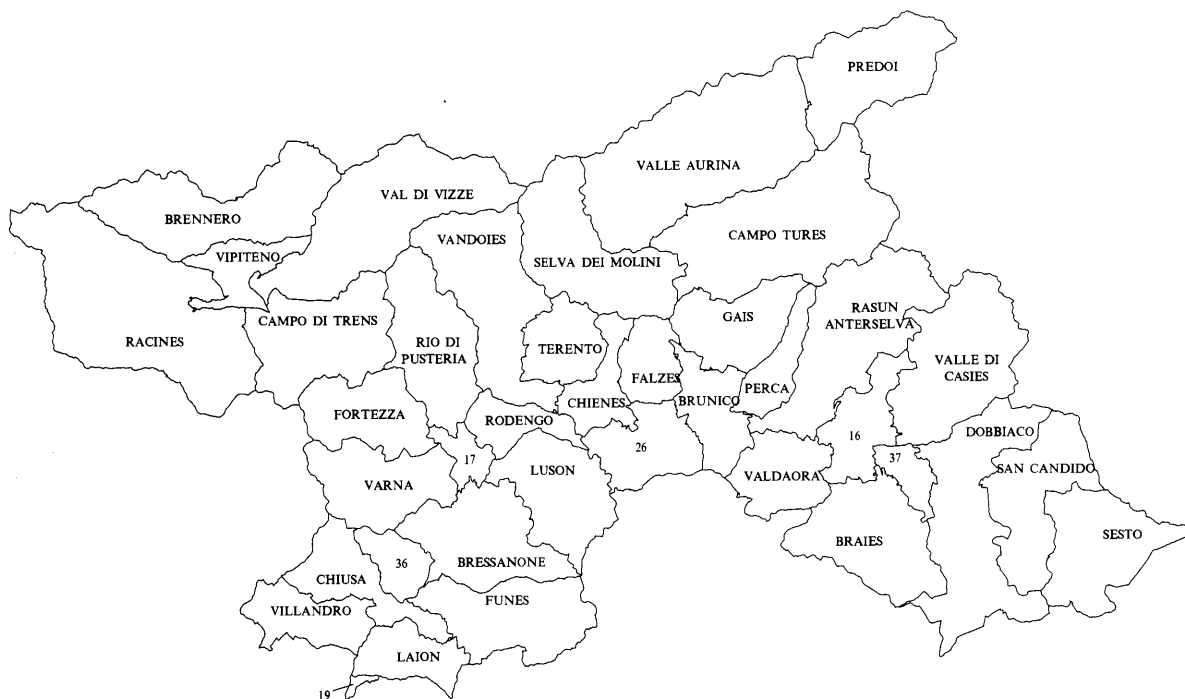 PREDOI
VALLE AURINA
VAL DI VIZZE
BRENNERO
CAMPO TURES
VANDOIES
VIPITENO
SELVA DEI MOLINI
RASUN
ANTERSELVA
CAMPO DI TRENS
GAIS
RACINES
RIO DI
PUSTERIA
TERENTO
VALLE DI
CASIES
FALZES
PERCA
CHIENES
BRUNICO
FORTEZZA
RODENGO
DOBBIACO
16
26
37
17
LUSON
SAN CANDIDO
VALDAORA
VARNA
SESTO
BRAIES
36
BRESSANONE
CHIUSA
FUNES
VILLANDRO
LAION
19